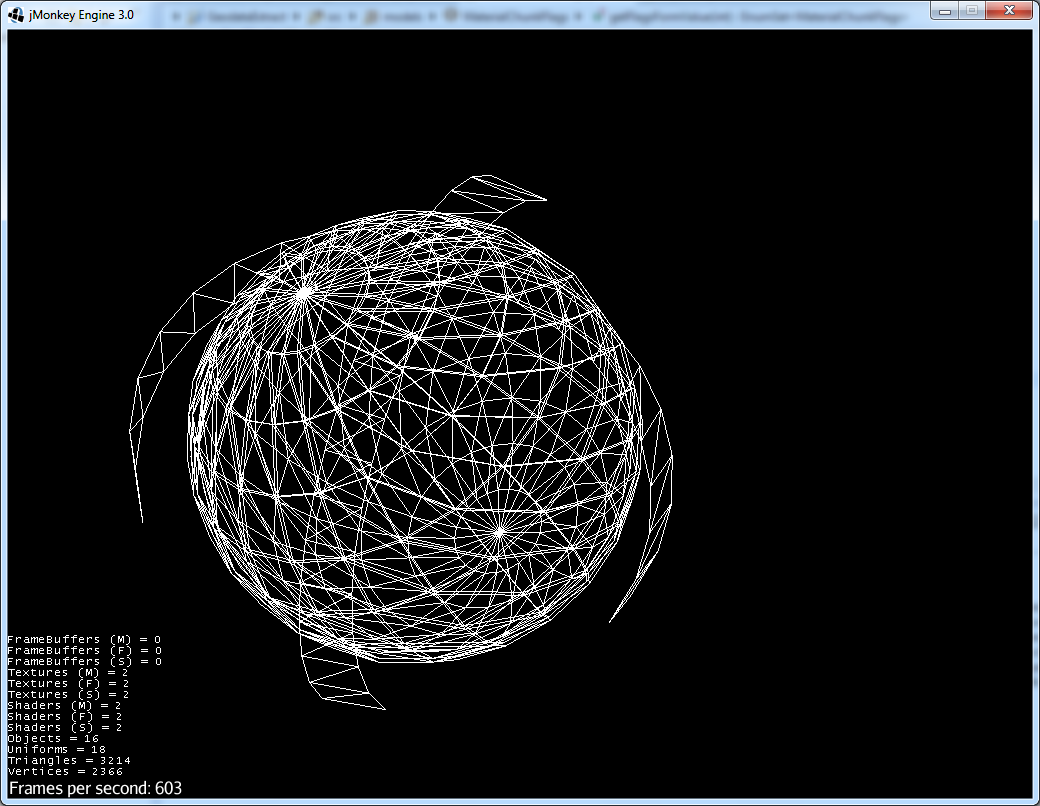 jMonkey Engine 3.0
FrameBuffers (M) = 0
FrameBuffers (F) = 0
FrameBuffers (S) = 0
Textures (M) = 2
Textures (F) = 2
Textures (S) = 2
Shaders (M) = 2
Shaders (F) = 2
Shaders (S) = 2
Objects = 16
Uniforms = 18
Triangles = 3214
Vertices = 2366
Frames per second: 603